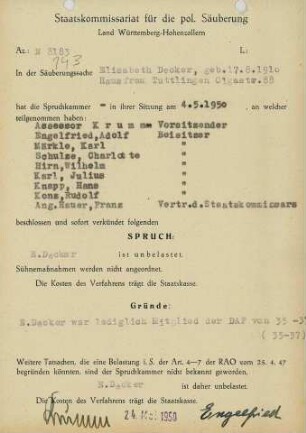 Staatskommissariat für die pol. Säuberung
Land Württemberg-Hohenzollern
Az.: N 8183 L:
743
In der Säuberungssache Elisabeth Decker, geb.17.8.1910
Hausfrau Tuttlingen Olgastr.58
hat die Spruchkammer - in ihrer Sitzung am 4.5.1950 , an welcher
teilgenommen haben:
Assessor K r u m m Vorsitzender
Engelfried, Adolf Beisitzer
Märkle, Karl "
Schulze, Charlotte "
Hirn, Wilhelm "
Karl, Julius "
Knapp, Hans "
Kons, Rudolf "
Ang. Hauer, Franz Vertr.d.Staatskommissars
beschlossen und sofort verkündet folgenden
SPRUCH:
E.Decker
ist unbelastet.
Sühnemaßnahmen werden nicht angeordnet.
Die Kosten des Verfahrens trägt die Staatskasse.
Gründe:
E.Decker war lediglich Mitglied der DAF von 35 -37
( 35-37)
Weitere Tatsachen, die eine Belastung i. S. der Art. 4-7 der RAO vom 25. 4. 47
begründen könnten, sind der Spruchkammer nicht bekannt geworden.
E.Decker ist daher unbelastet.
Die Kosten des Verfahrens trägt die Staatskasse.
Krumm 24. Mai 1950 Engelfried